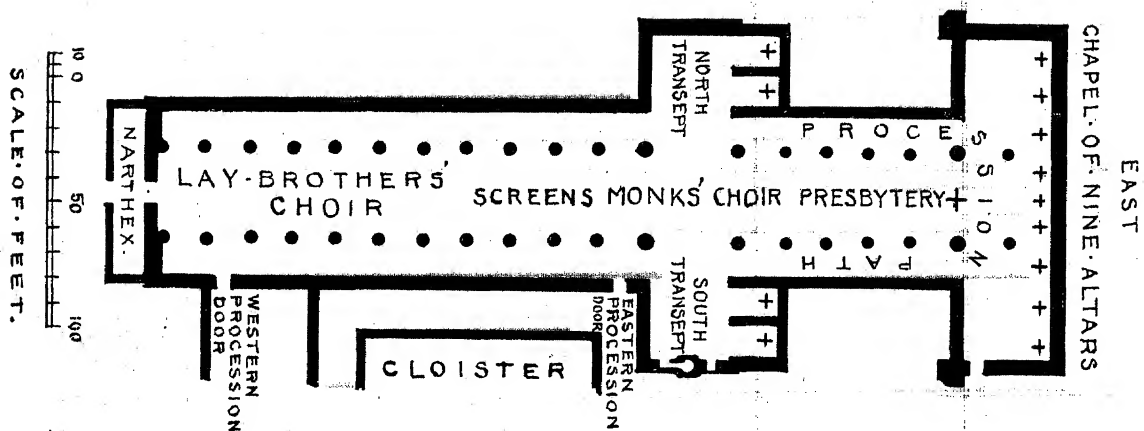 SCALE·OF·FEET.
10
0
50
100
NARTHEX.
LAY-BROTHERS'
CHOIR
SCREENS MONKS' CHOIR PRESBYTERY
NORTH
TRANSEPT
SOUTH
TRANSEPT
PROCESSION
PATH
WESTERN
PROCESSION
DOOR
EASTERN
PROCESSION
DOOR
CLOISTER
CHAPEL·OF·NINE·ALTARS
EAST